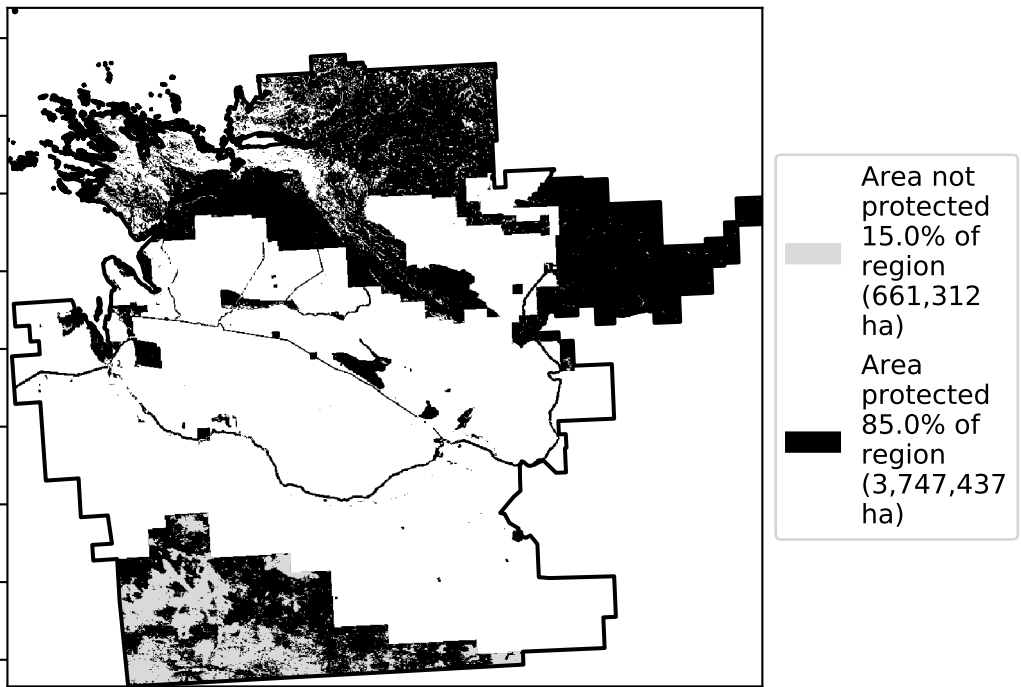 Area not
protected
15.0% of
region
(661,312
ha)
Area
protected
85.0% of
region
(3,747,437
ha)